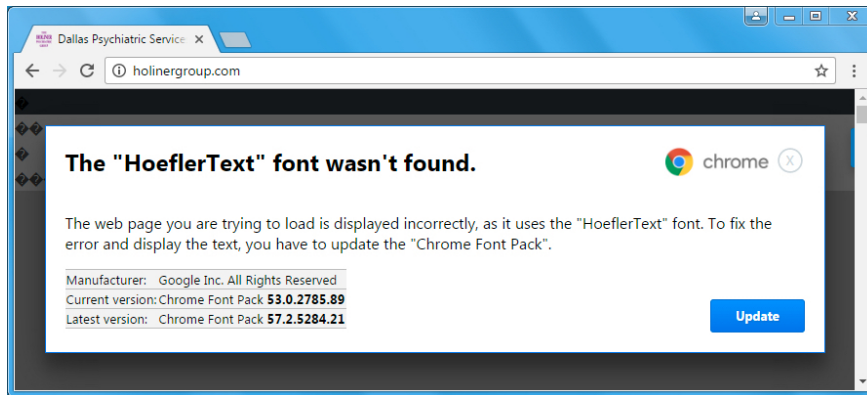 Dallas Psychiatric Service
holinergroup.com
The "HoeflerText" font wasn't found.
chrome
The web page you are trying to load is displayed incorrectly, as it uses the "HoeflerText" font. To fix the
error and display the text, you have to update the "Chrome Font Pack".
Manufacturer: Google Inc. All Rights Reserved
Current version: Chrome Font Pack 53.0.2785.89
Latest version: Chrome Font Pack 57.2.5284.21
Update